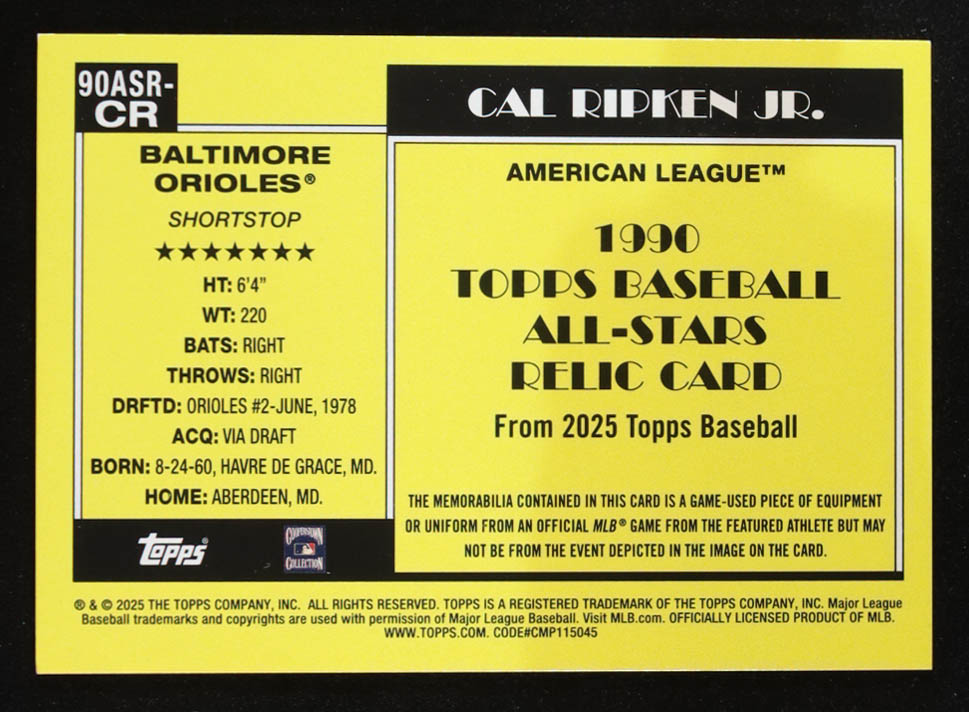 90ASR-
CR
BALTIMORE
ORIOLES®
SHORTSTOP
★★★★★★★
HT: 6'4"
WT: 220
BATS: RIGHT
THROWS: RIGHT
DRFTD: ORIOLES #2-JUNE, 1978
ACQ: VIA DRAFT
BORN: 8-24-60, HAVRE DE GRACE, MD.
HOME: ABERDEEN, MD.
topps®
COOPERSTOWN
COLLECTION
CAL RIPKEN JR.
AMERICAN LEAGUE™
1990
TOPPS BASEBALL
ALL-STARS
RELIC CARD
From 2025 Topps Baseball
THE MEMORABILIA CONTAINED IN THIS CARD IS A GAME-USED PIECE OF EQUIPMENT
OR UNIFORM FROM AN OFFICIAL MLB® GAME FROM THE FEATURED ATHLETE BUT MAY
NOT BE FROM THE EVENT DEPICTED IN THE IMAGE ON THE CARD.
® & © 2025 THE TOPPS COMPANY, INC. ALL RIGHTS RESERVED. TOPPS IS A REGISTERED TRADEMARK OF THE TOPPS COMPANY, INC. Major League
Baseball trademarks and copyrights are used with permission of Major League Baseball. Visit MLB.com. OFFICIALLY LICENSED PRODUCT OF MLB.
WWW.TOPPS.COM. CODE#CMP115045